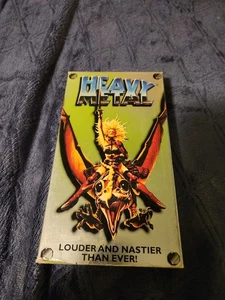 HEAVY
METAL
LOUDER AND NASTIER
THAN EVER!